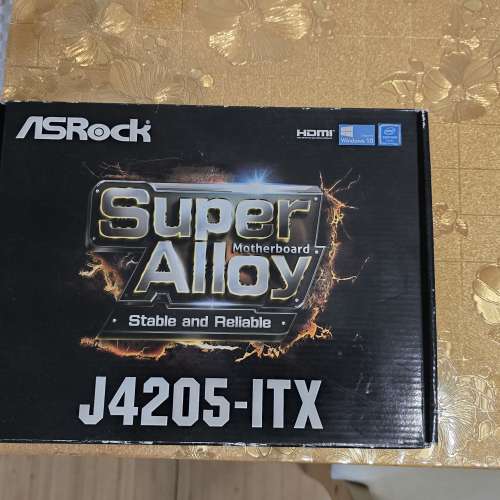 ASRock
HDMI
Windows 10
Super
Alloy
Motherboard
Stable and Reliable
J4205-ITX